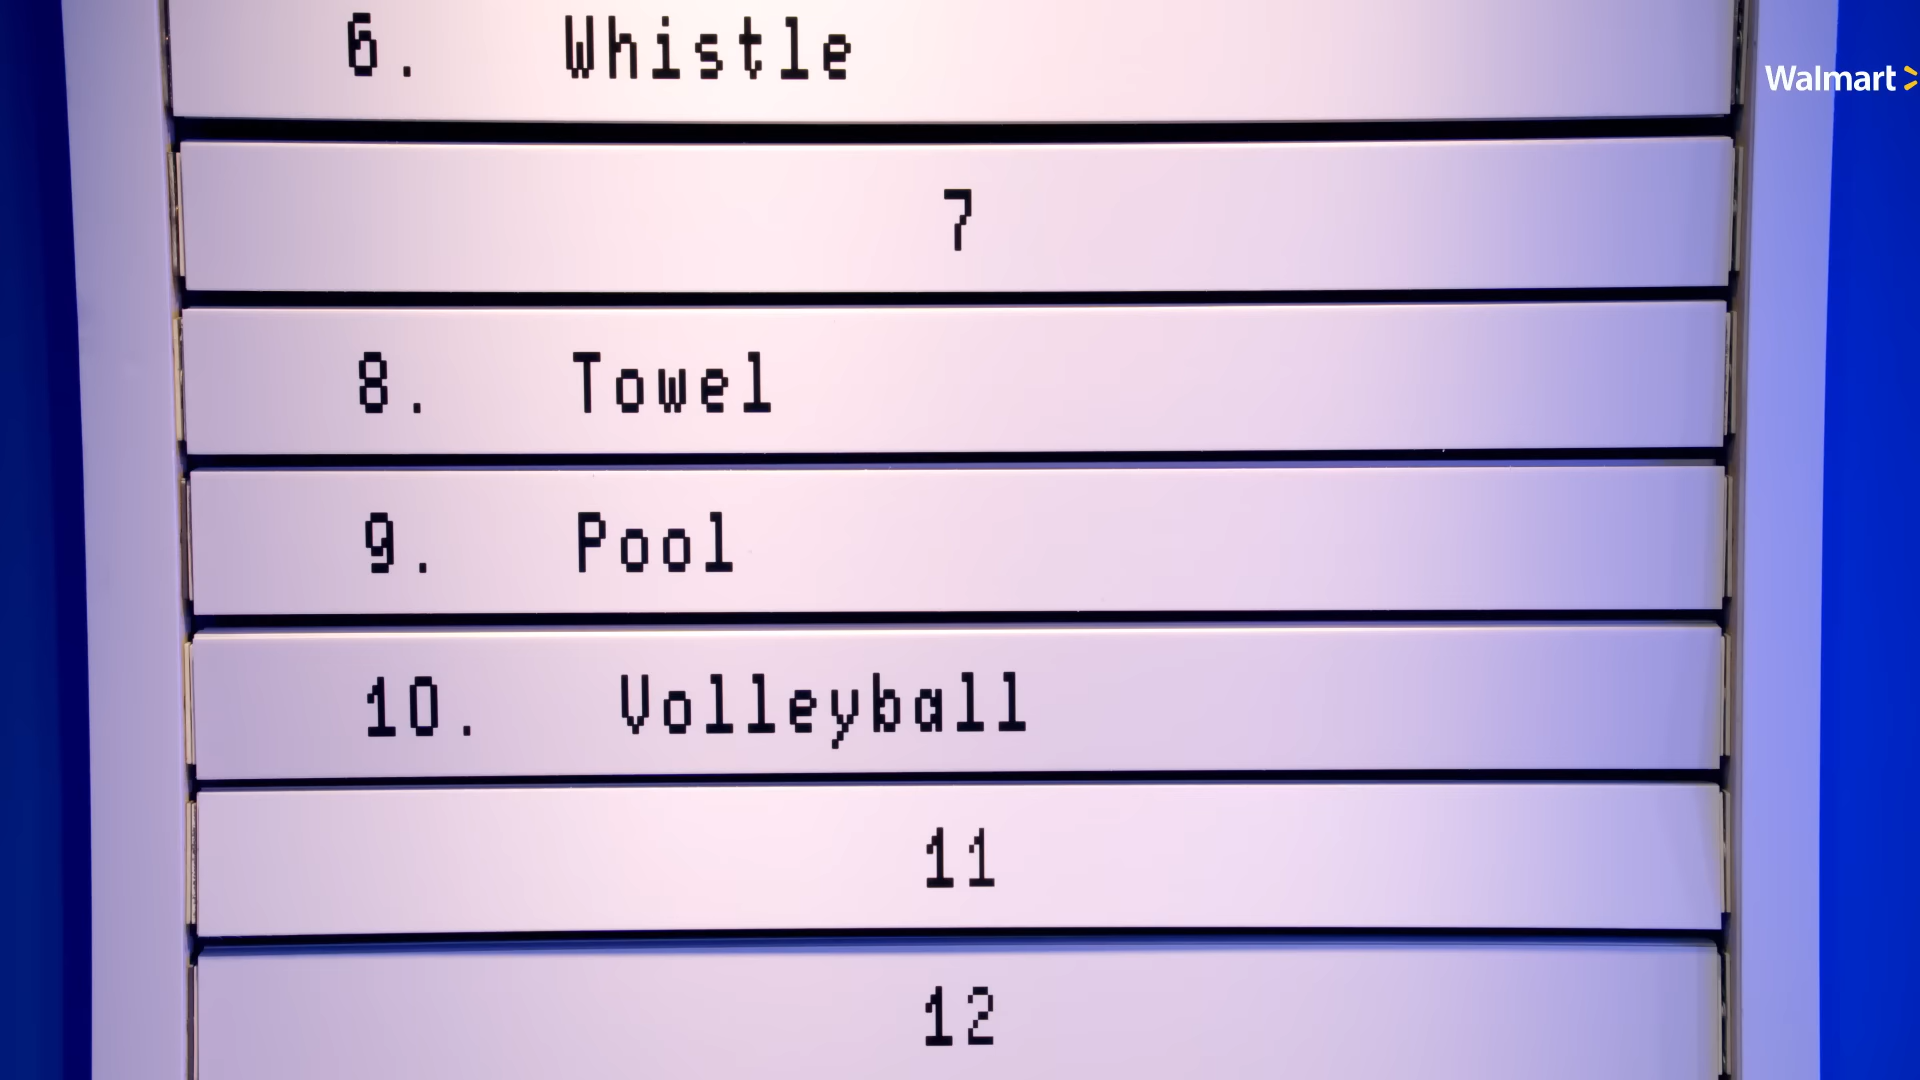 6. Whistle
Walmart
7
8. Towel
9. Pool
10. Volleyball
11
12